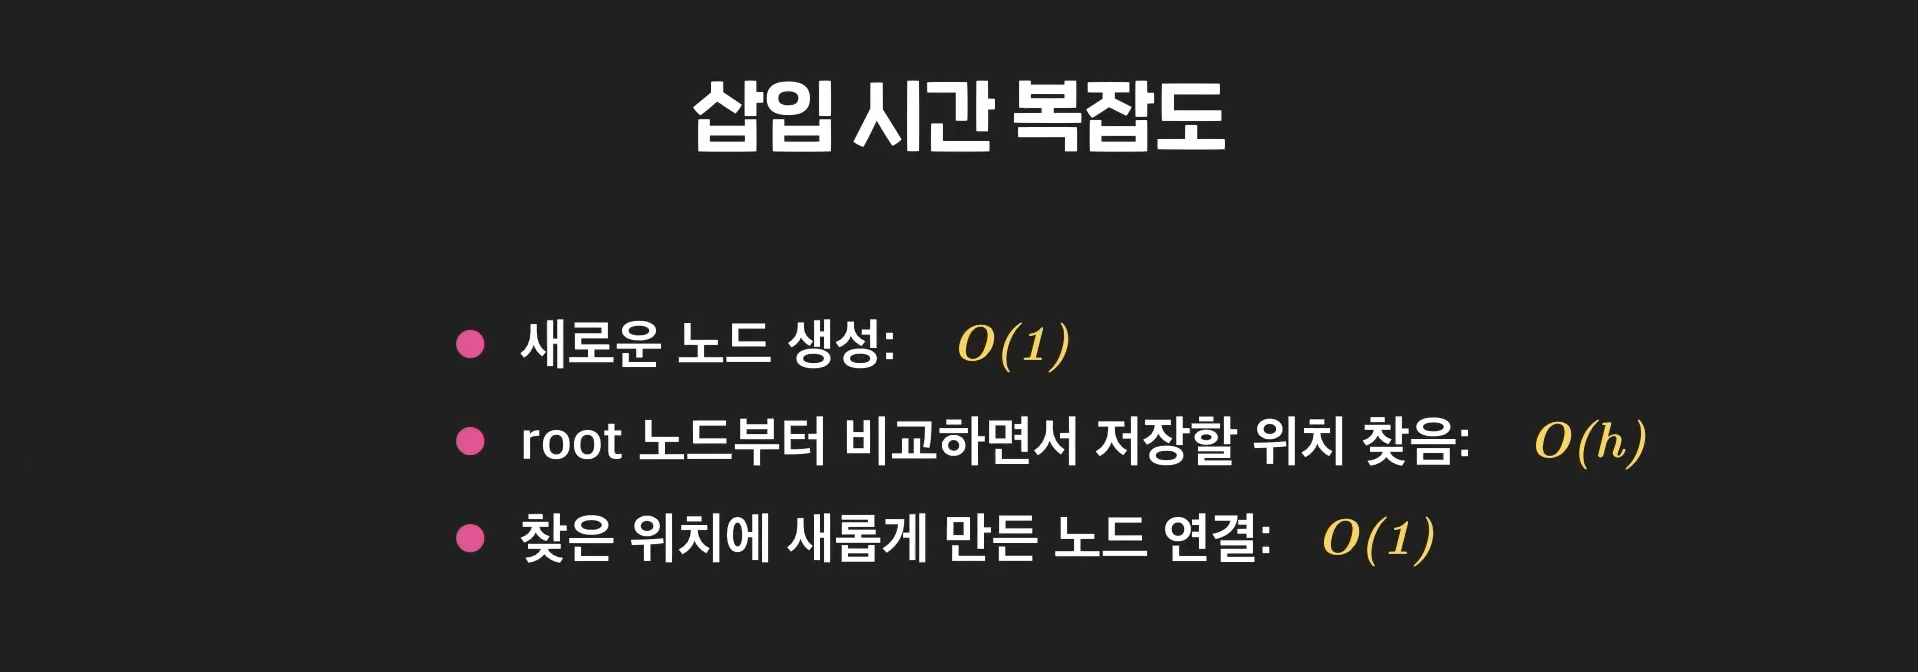 삽입 시간 복잡도
새로운 노드 생성: O(1)
root 노드부터 비교하면서 저장할 위치 찾음: O(h)
찾은 위치에 새롭게 만든 노드 연결: O(1)